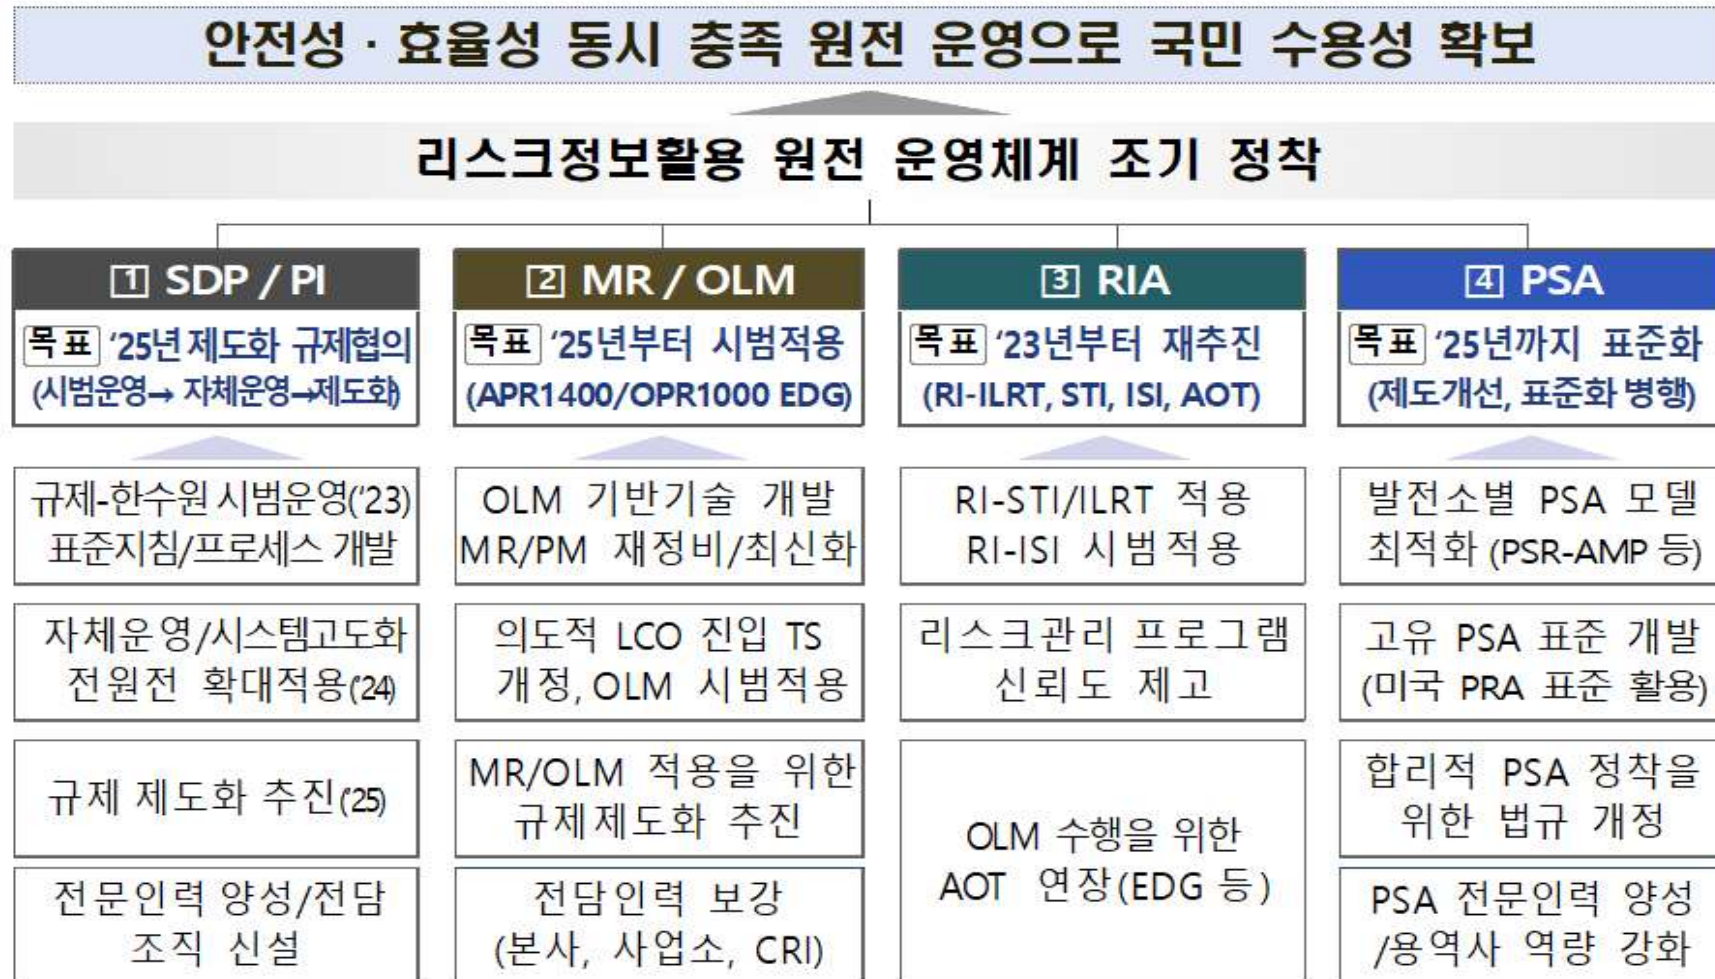 안전성 · 효율성 동시 충족 원전 운영으로 국민 수용성 확보
리스크정보활용 원전 운영체계 조기 정착
1 SDP / PI
목표 ‘25년 제도화 규제협의
(시범운영→ 자체운영→제도화)
규제-한수원 시범운영(‘23)
표준지침/프로세스 개발
자체운영/시스템고도화
전원전 확대적용(‘24)
규제 제도화 추진(‘25)
전문인력 양성/전담
조직 신설
2 MR / OLM
목표 ‘25년부터 시범적용
(APR1400/OPR1000 EDG)
OLM 기반기술 개발
MR/PM 재정비/최신화
의도적 LCO 진입 TS
개정, OLM 시범적용
MR/OLM 적용을 위한
규제제도화 추진
전담인력 보강
(본사, 사업소, CRI)
3 RIA
목표 ‘23년부터 재추진
(RI-ILRT, STI, ISI, AOT)
RI-STI/ILRT 적용
RI-ISI 시범적용
리스크관리 프로그램
신뢰도 제고
OLM 수행을 위한
AOT 연장(EDG 등)
4 PSA
목표 ‘25년까지 표준화
(제도개선, 표준화 병행)
발전소별 PSA 모델
최적화 (PSR-AMP 등)
고유 PSA 표준 개발
(미국 PRA 표준 활용)
합리적 PSA 정착을
위한 법규 개정
PSA 전문인력 양성
/용역사 역량 강화